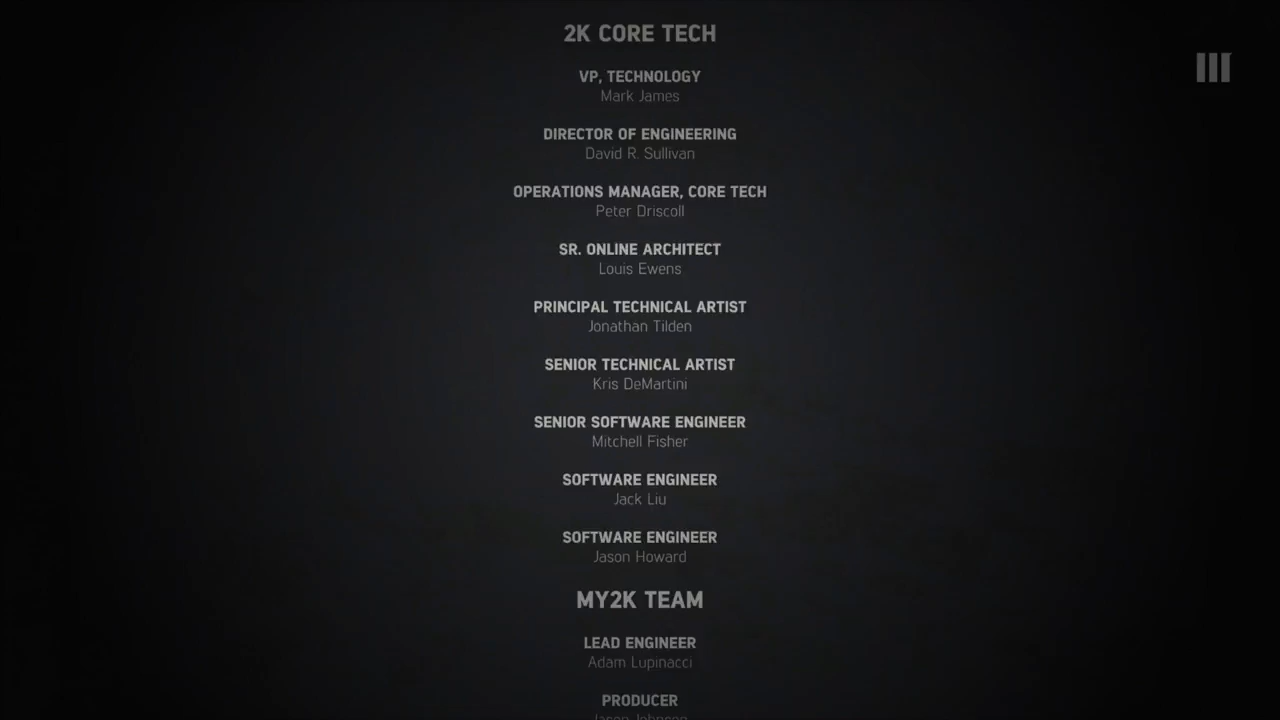 2K CORE TECH
VP, TECHNOLOGY
Mark James
DIRECTOR OF ENGINEERING
David R. Sullivan
OPERATIONS MANAGER, CORE TECH
Peter Driscoll
SR. ONLINE ARCHITECT
Louis Ewens
PRINCIPAL TECHNICAL ARTIST
Jonathan Tilden
SENIOR TECHNICAL ARTIST
Kris DeMartini
SENIOR SOFTWARE ENGINEER
Mitchell Fisher
SOFTWARE ENGINEER
Jack Liu
SOFTWARE ENGINEER
Jason Howard
MY2K TEAM
LEAD ENGINEER
Adam Lupinacci
PRODUCER
Jason Johnson